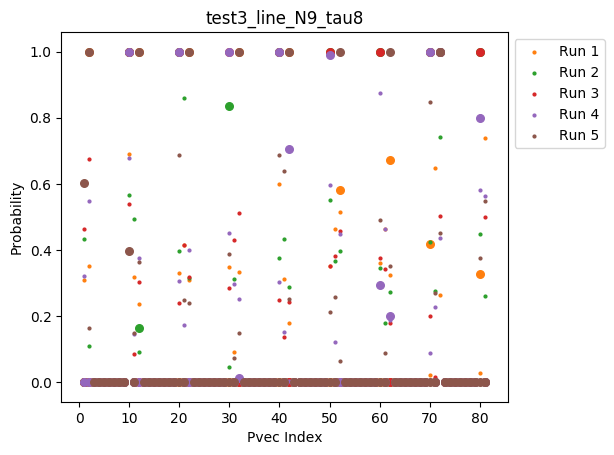 test3_line_N9_tau8
1.0
0.8
0.6
0.4
0.2
0.0
Probability
0 10 20 30 40 50 60 70 80
Pvec Index
Run 1
Run 2
Run 3
Run 4
Run 5